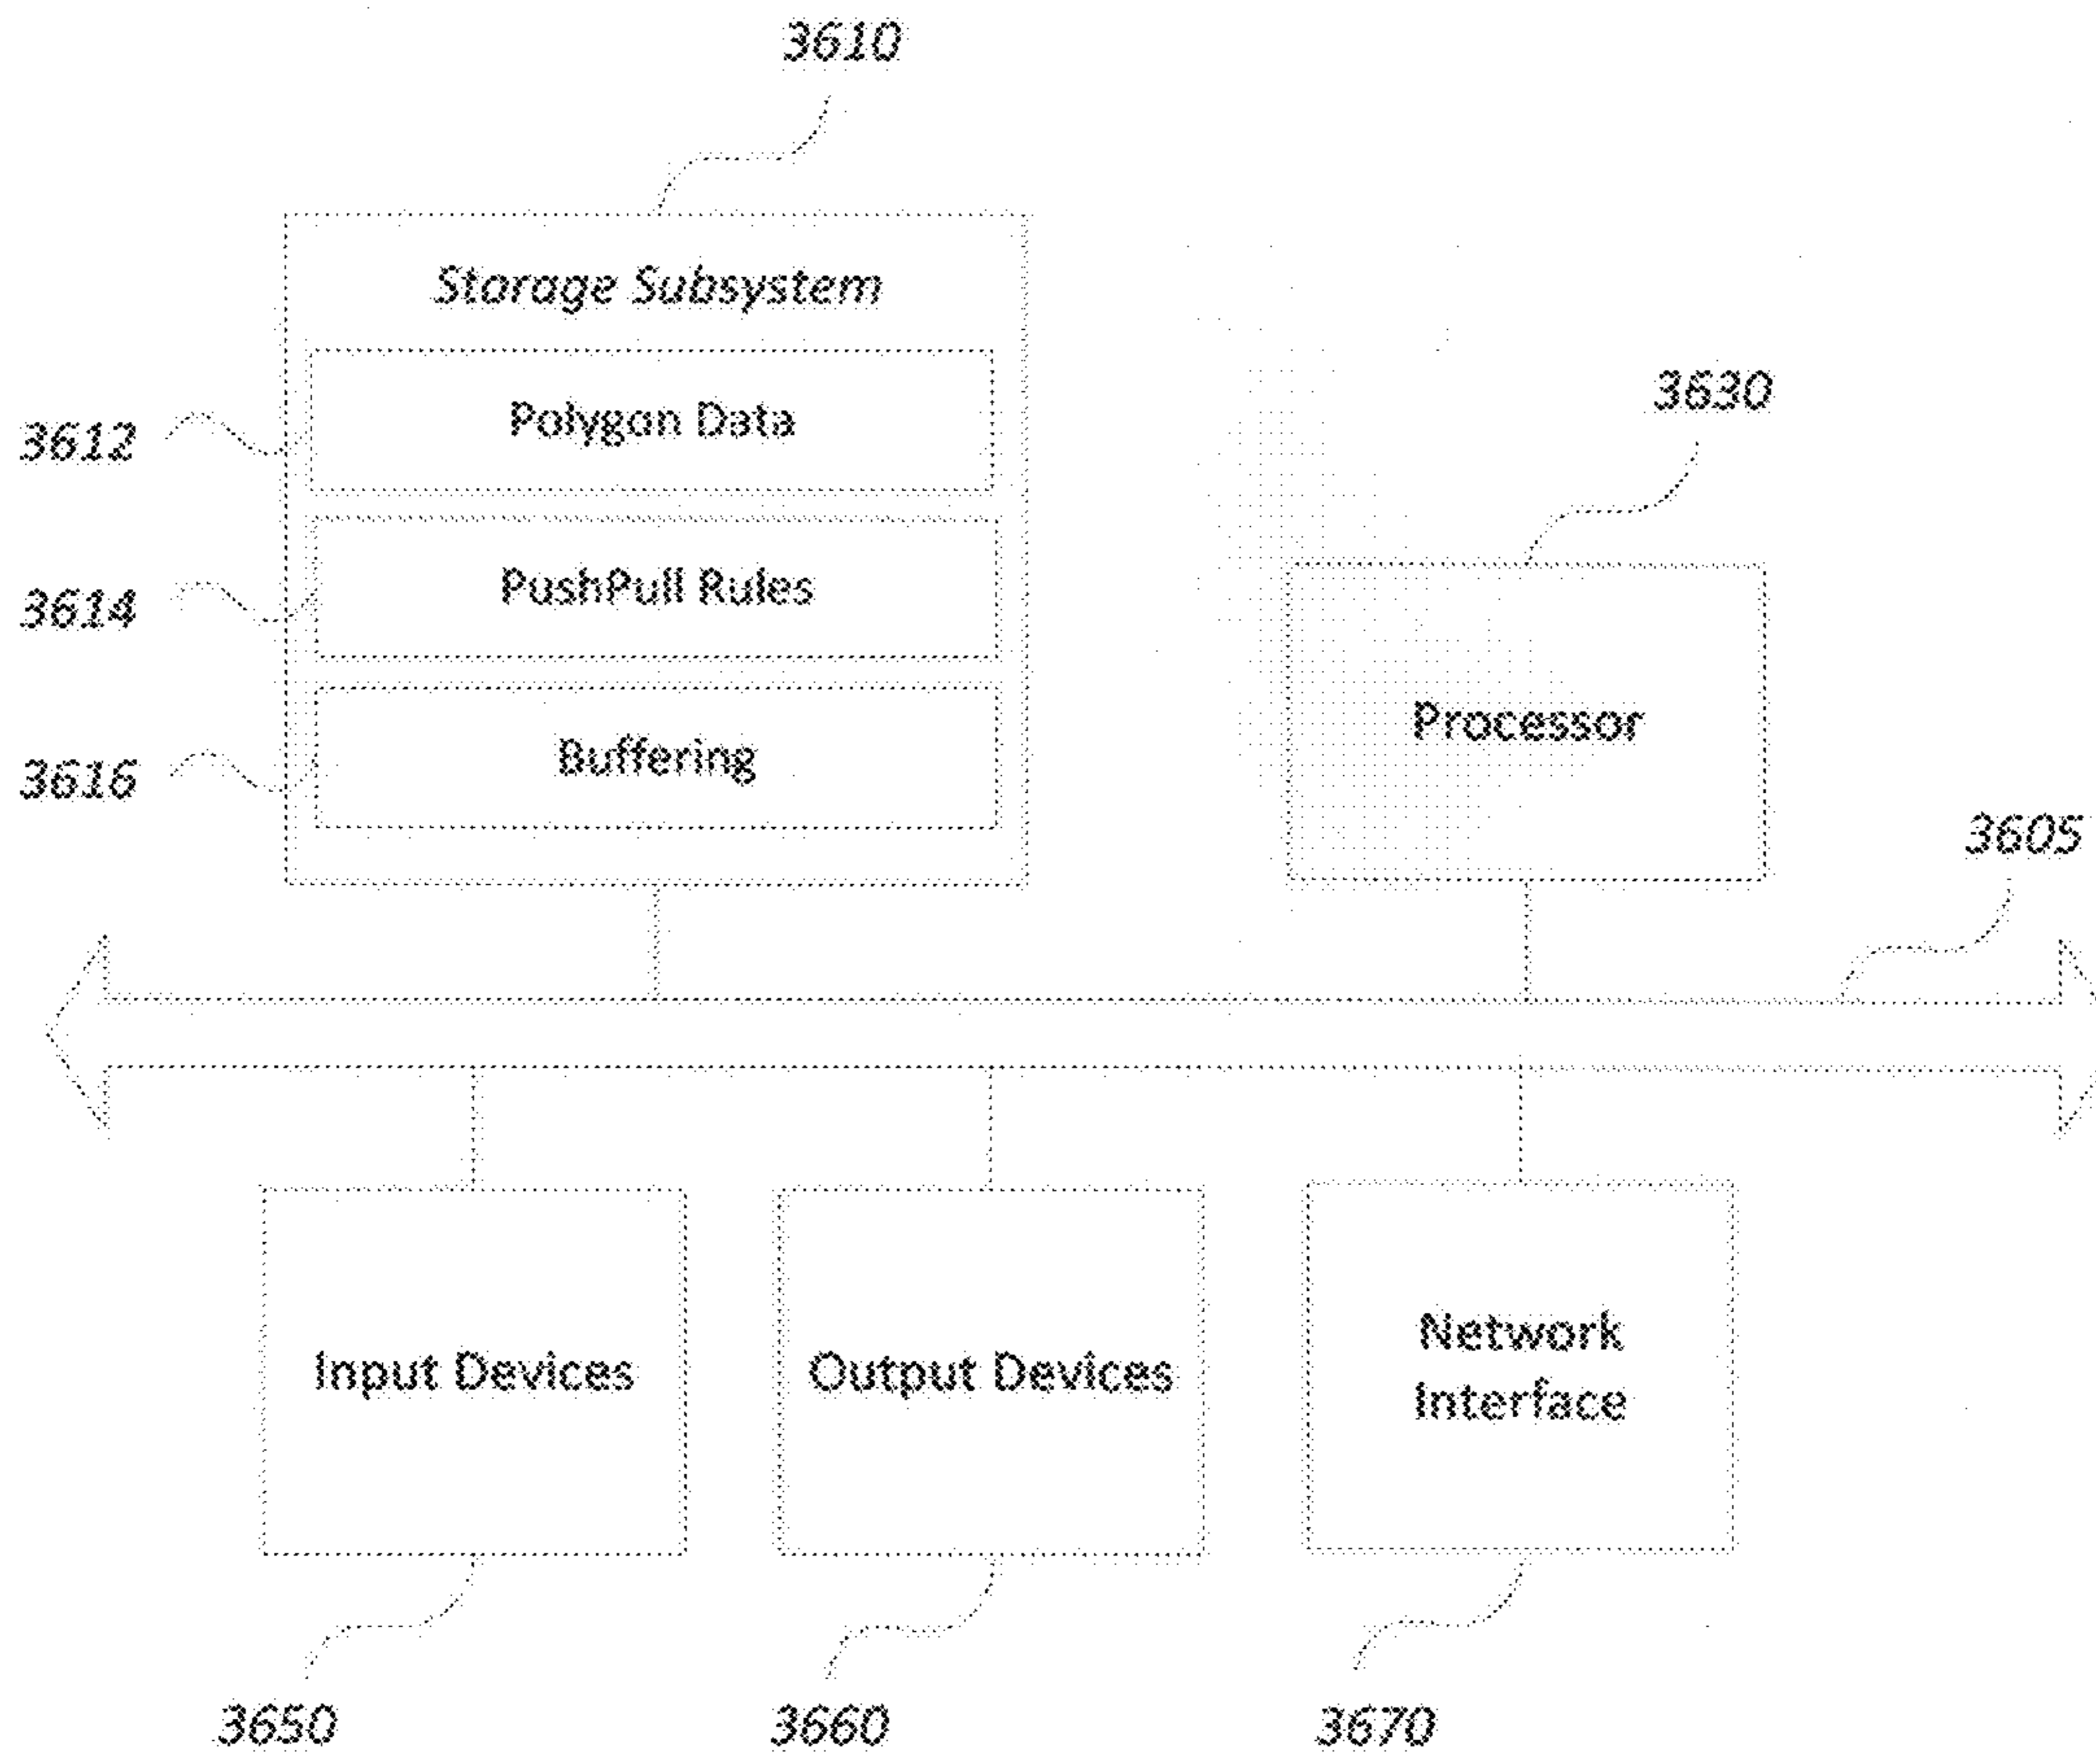 3610
Storage Subsystem
3612
Polygon Data
3630
3614
PushPull Rules
Processor
3616
Buffering
3605
Input Devices
Output Devices
Network
Interface
3650
3660
3670